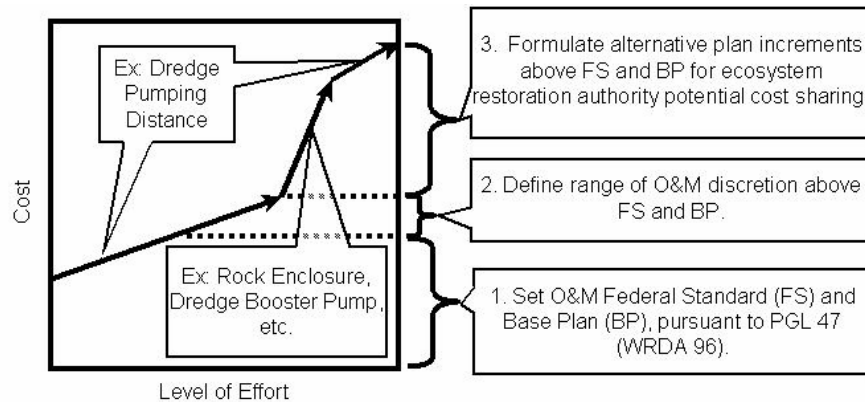 Ex: Dredge
Pumping
Distance
Cost
Ex: Rock Enclosure,
Dredge Booster Pump,
etc.
Level of Effort
3. Formulate alternative plan increments
above FS and BP for ecosystem
restoration authority potential cost sharing
2. Define range of O&M discretion above
FS and BP.
1. Set O&M Federal Standard (FS) and
Base Plan (BP), pursuant to PGL 47
(WRDA 96).